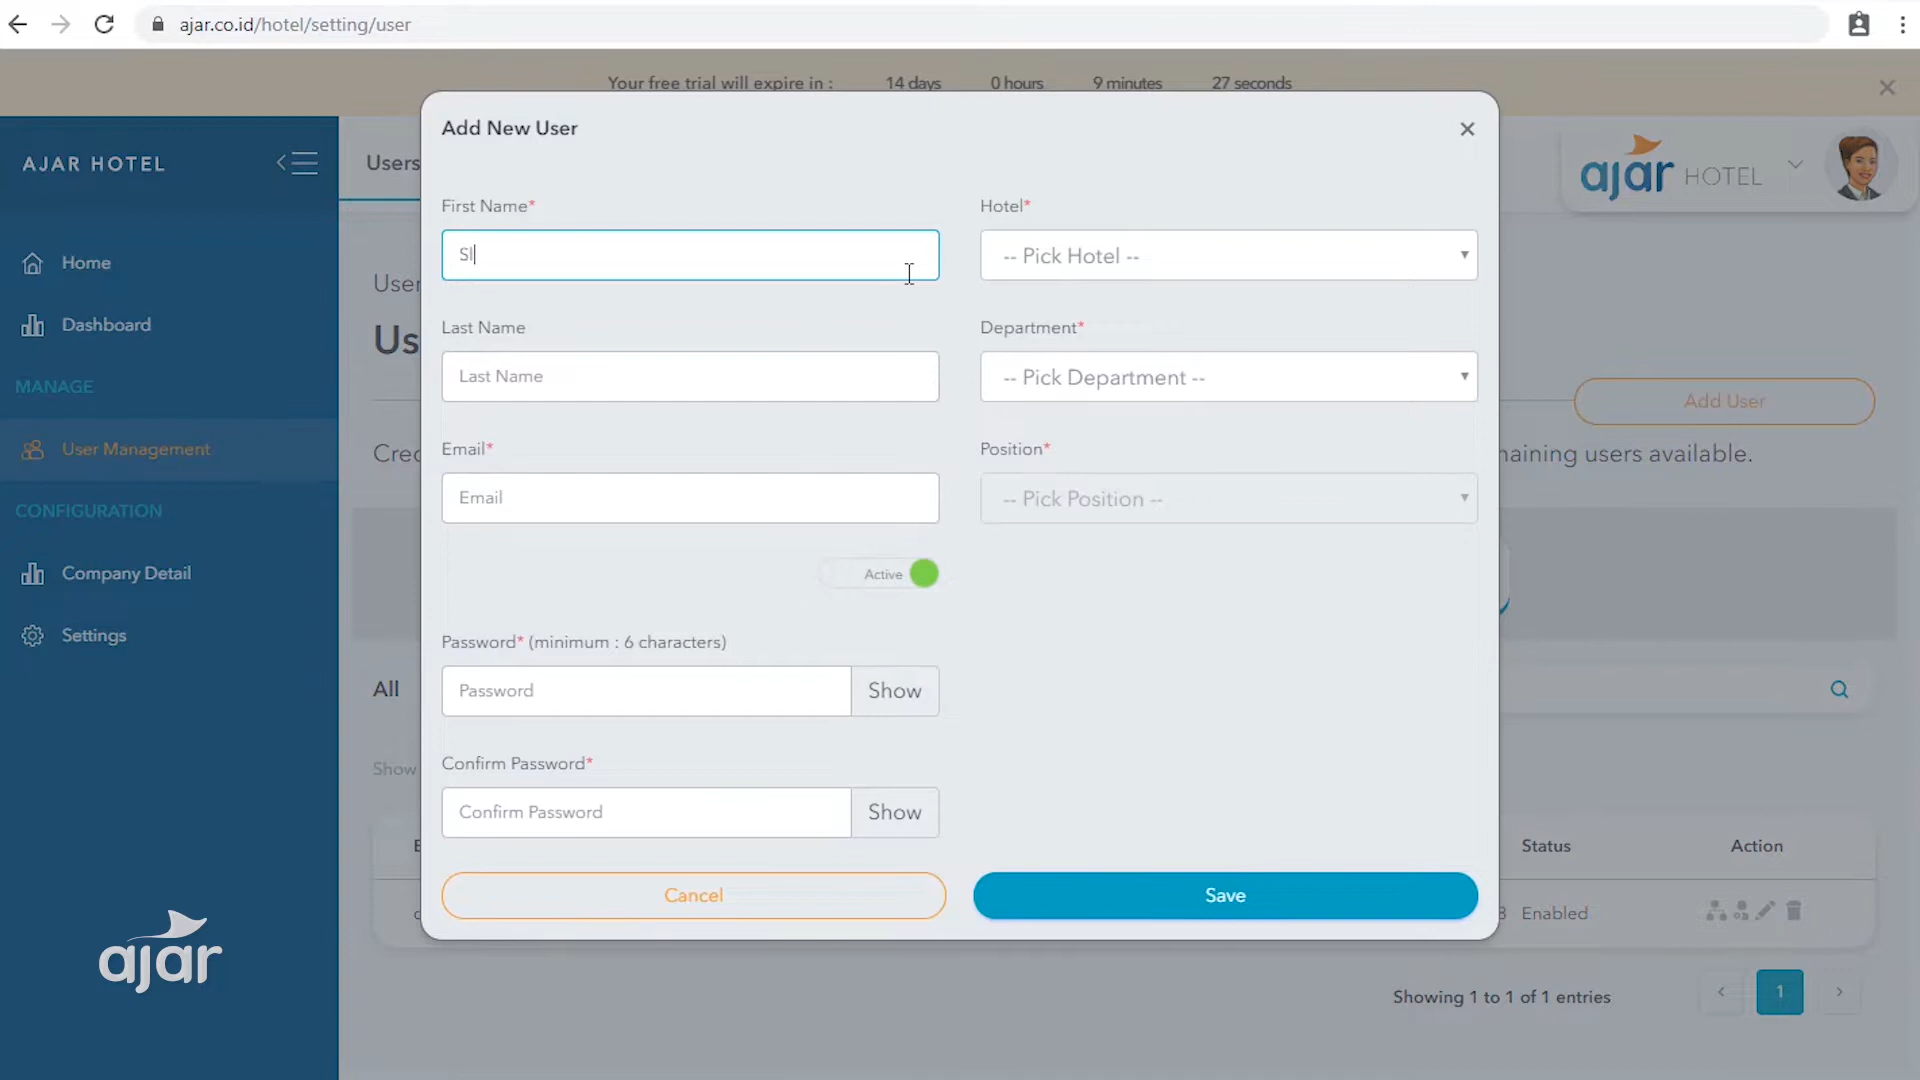 ajar.co.id/hotel/setting/user
Your free trial will expire in : 14 days 0 hours 9 minutes 27 seconds
AJAR HOTEL
Users
ajar HOTEL
Home
Dashboard
MANAGE
User Management
CONFIGURATION
Company Detail
Settings
ajar
Add New User
First Name*
Sl
Hotel*
-- Pick Hotel --
Last Name
Last Name
Department*
-- Pick Department --
Email*
Email
Position*
-- Pick Position --
Active
Password* (minimum : 6 characters)
Password
Show
Confirm Password*
Confirm Password
Show
Cancel
Save
Add User
users available.
All
Show
Status
Action
Enabled
Showing 1 to 1 of 1 entries
1